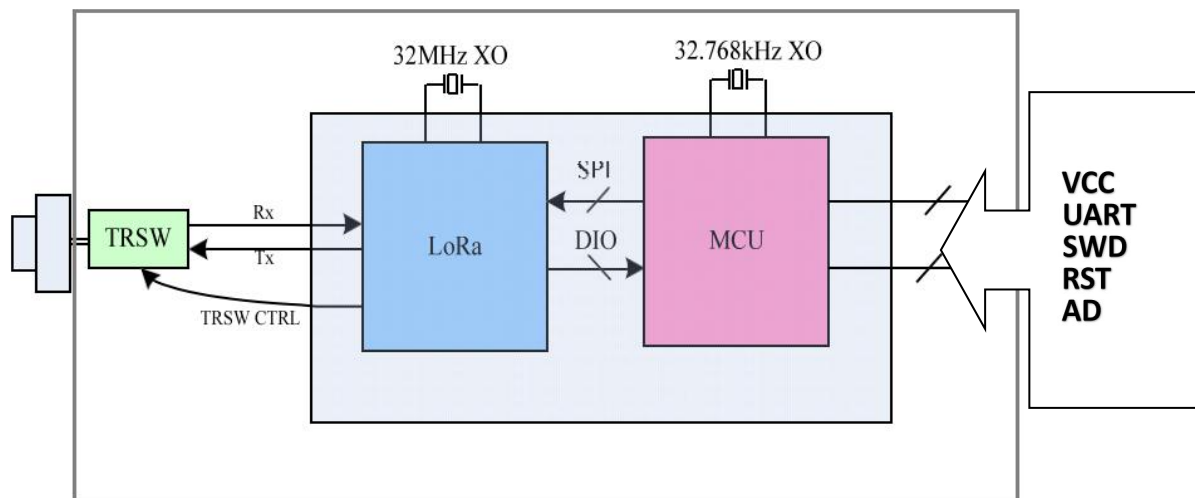 32MHz XO
32.768kHz XO
SPI
DIO
Rx
Tx
TRSW
TRSW CTRL
LoRa
MCU
VCC
UART
SWD
RST
AD